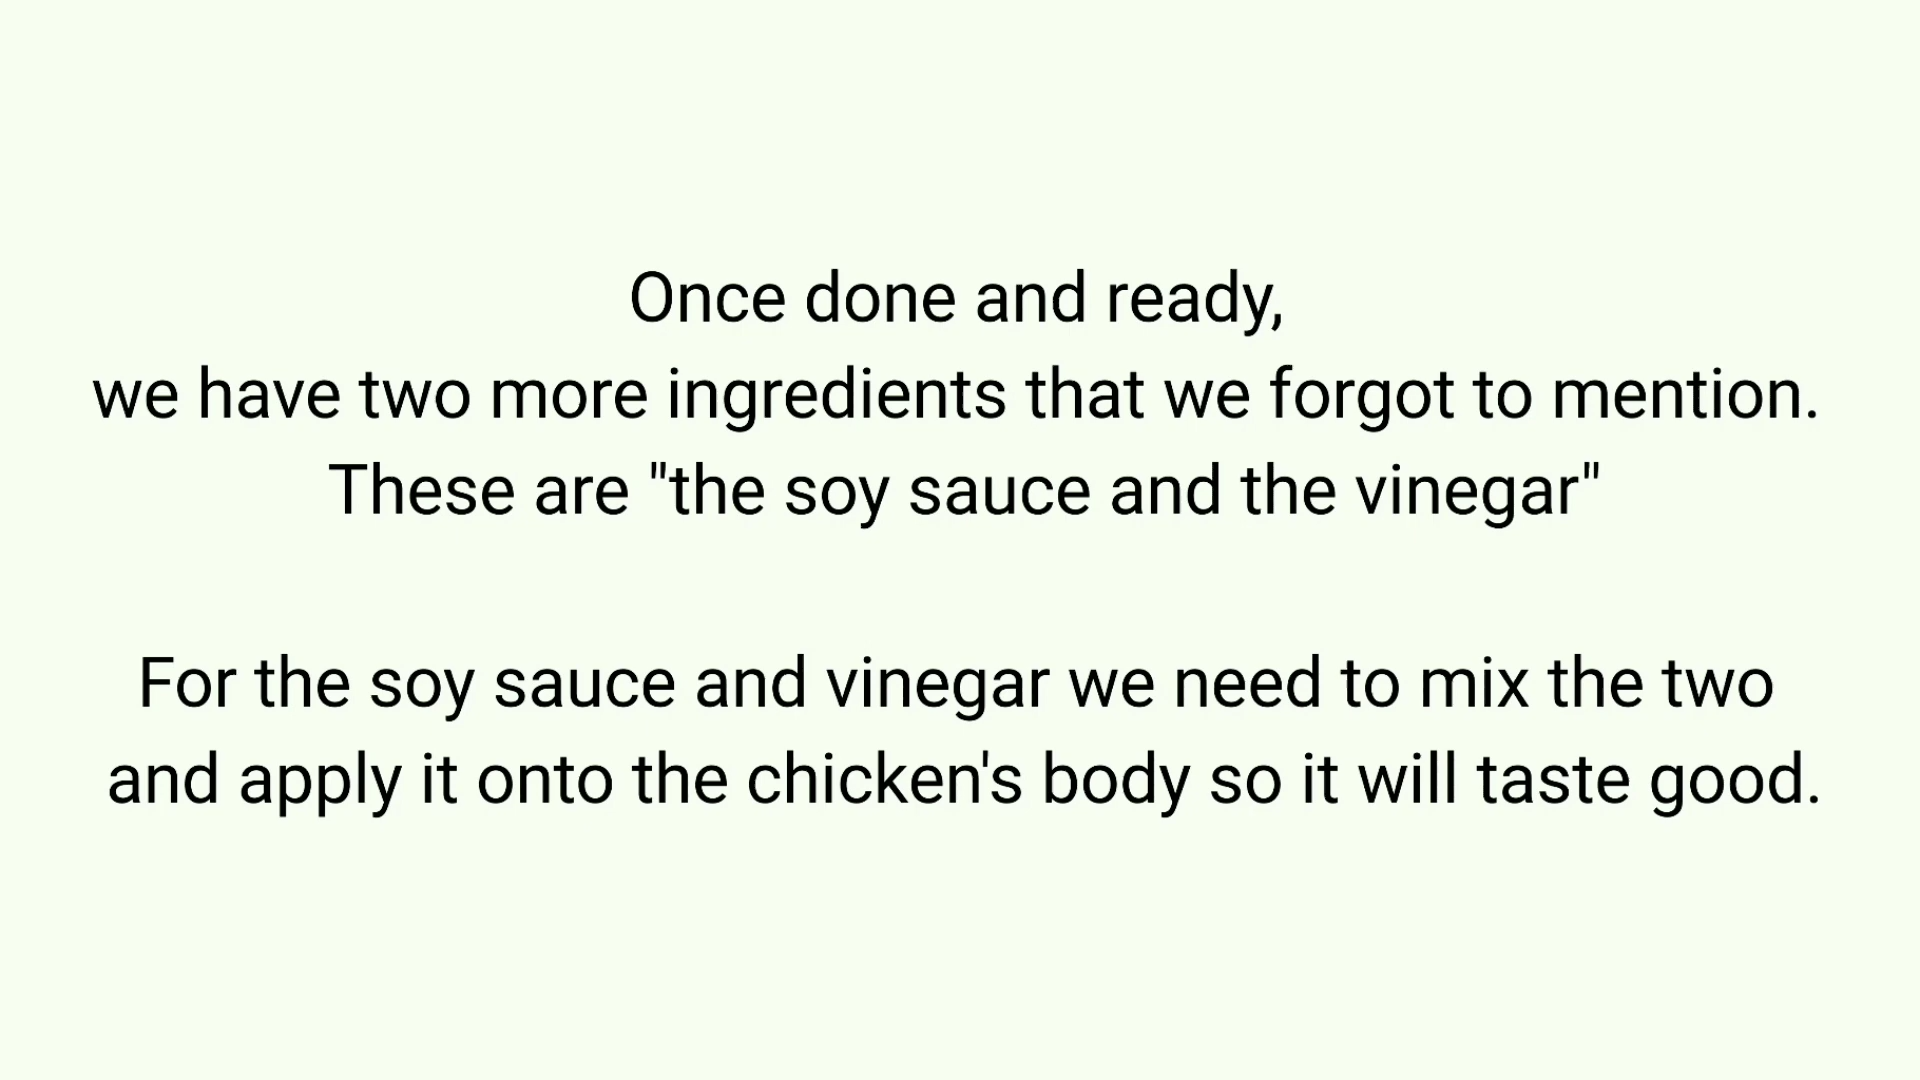 Once done and ready,
we have two more ingredients that we forgot to mention.
These are "the soy sauce and the vinegar"
For the soy sauce and vinegar we need to mix the two
and apply it onto the chicken's body so it will taste good.